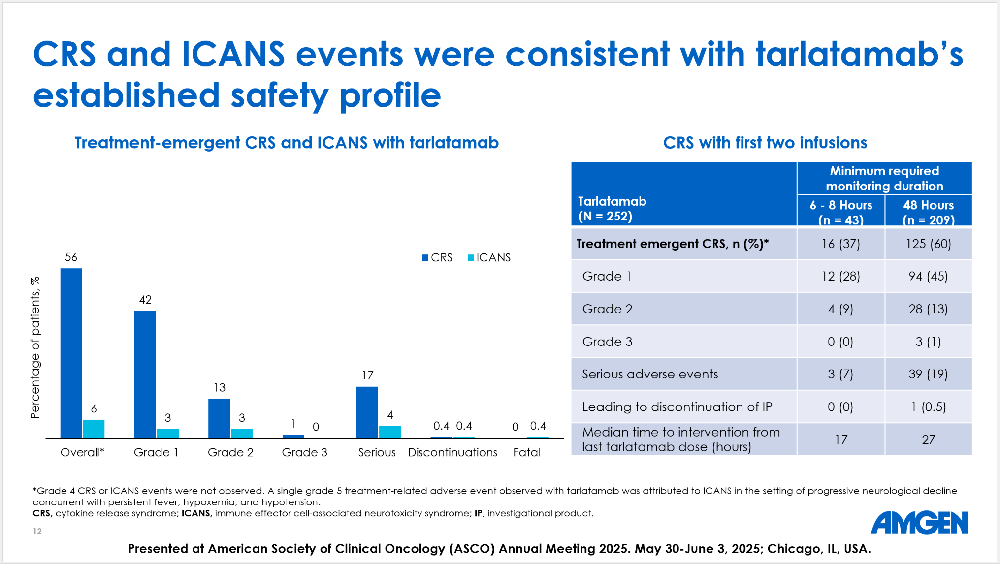 CRS and ICANS events were consistent with tarlatamab’s
established safety profile
Treatment-emergent CRS and ICANS with tarlatamab
Percentage of patients, %
CRS ICANS
56 6
42 3
13 3
1 0
17 4
0.4 0.4
0 0.4
Overall* Grade 1 Grade 2 Grade 3 Serious Discontinuations Fatal
CRS with first two infusions
Tarlatamab
(N = 252)
Minimum required
monitoring duration
6 - 8 Hours
(n = 43)
48 Hours
(n = 209)
Treatment emergent CRS, n (%)* 16 (37) 125 (60)
Grade 1 12 (28) 94 (45)
Grade 2 4 (9) 28 (13)
Grade 3 0 (0) 3 (1)
Serious adverse events 3 (7) 39 (19)
Leading to discontinuation of IP 0 (0) 1 (0.5)
Median time to intervention from
last tarlatamab dose (hours) 17 27
*Grade 4 CRS or ICANS events were not observed. A single grade 5 treatment-related adverse event observed with tarlatamab was attributed to ICANS in the setting of progressive neurological decline
concurrent with persistent fever, hypoxemia, and hypotension.
CRS, cytokine release syndrome; ICANS, immune effector cell-associated neurotoxicity syndrome; IP, investigational product.
12
AMGEN
Presented at American Society of Clinical Oncology (ASCO) Annual Meeting 2025. May 30-June 3, 2025; Chicago, IL, USA.